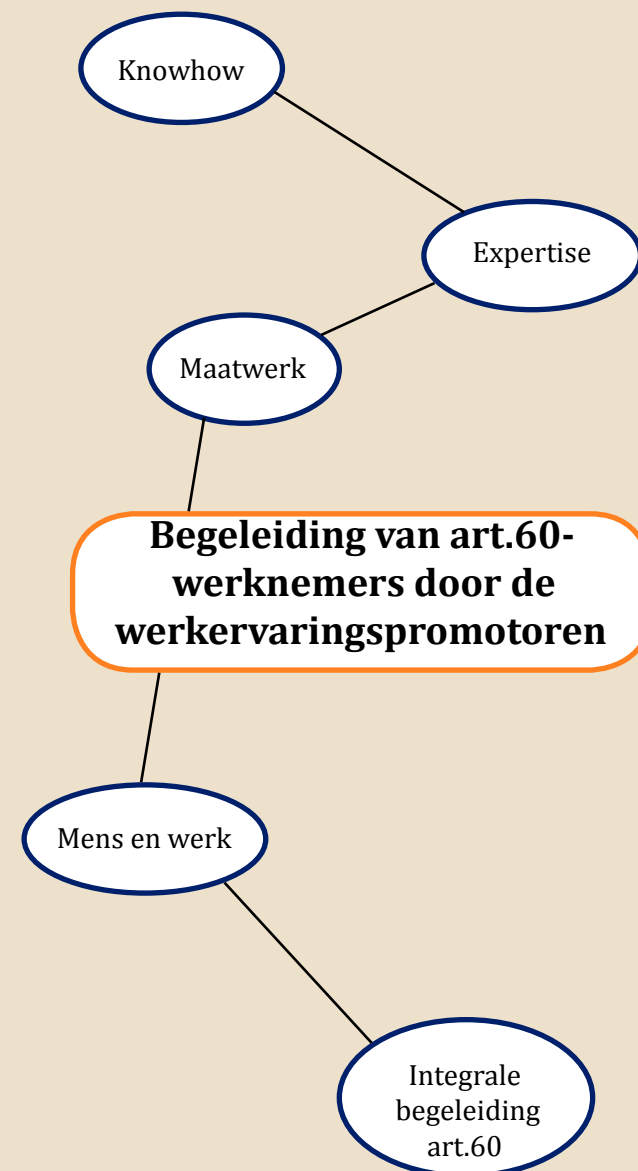 Knowhow
Expertise
Maatwerk
Begeleiding van art.60-
werknemers door de
werkervaringspromotoren
Mens en werk
Integrale
begeleiding
art.60